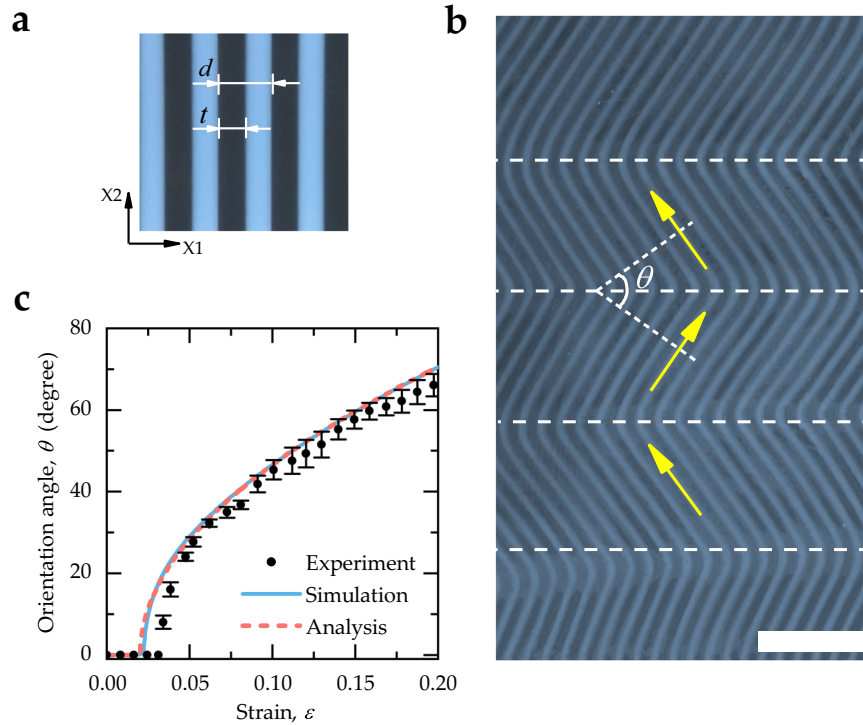 a
d
t
X2
X1
b
θ
c
Orientation angle, θ (degree)
80
60
40
20
0
Experiment
Simulation
Analysis
0.00 0.05 0.10 0.15 0.20
Strain, ε